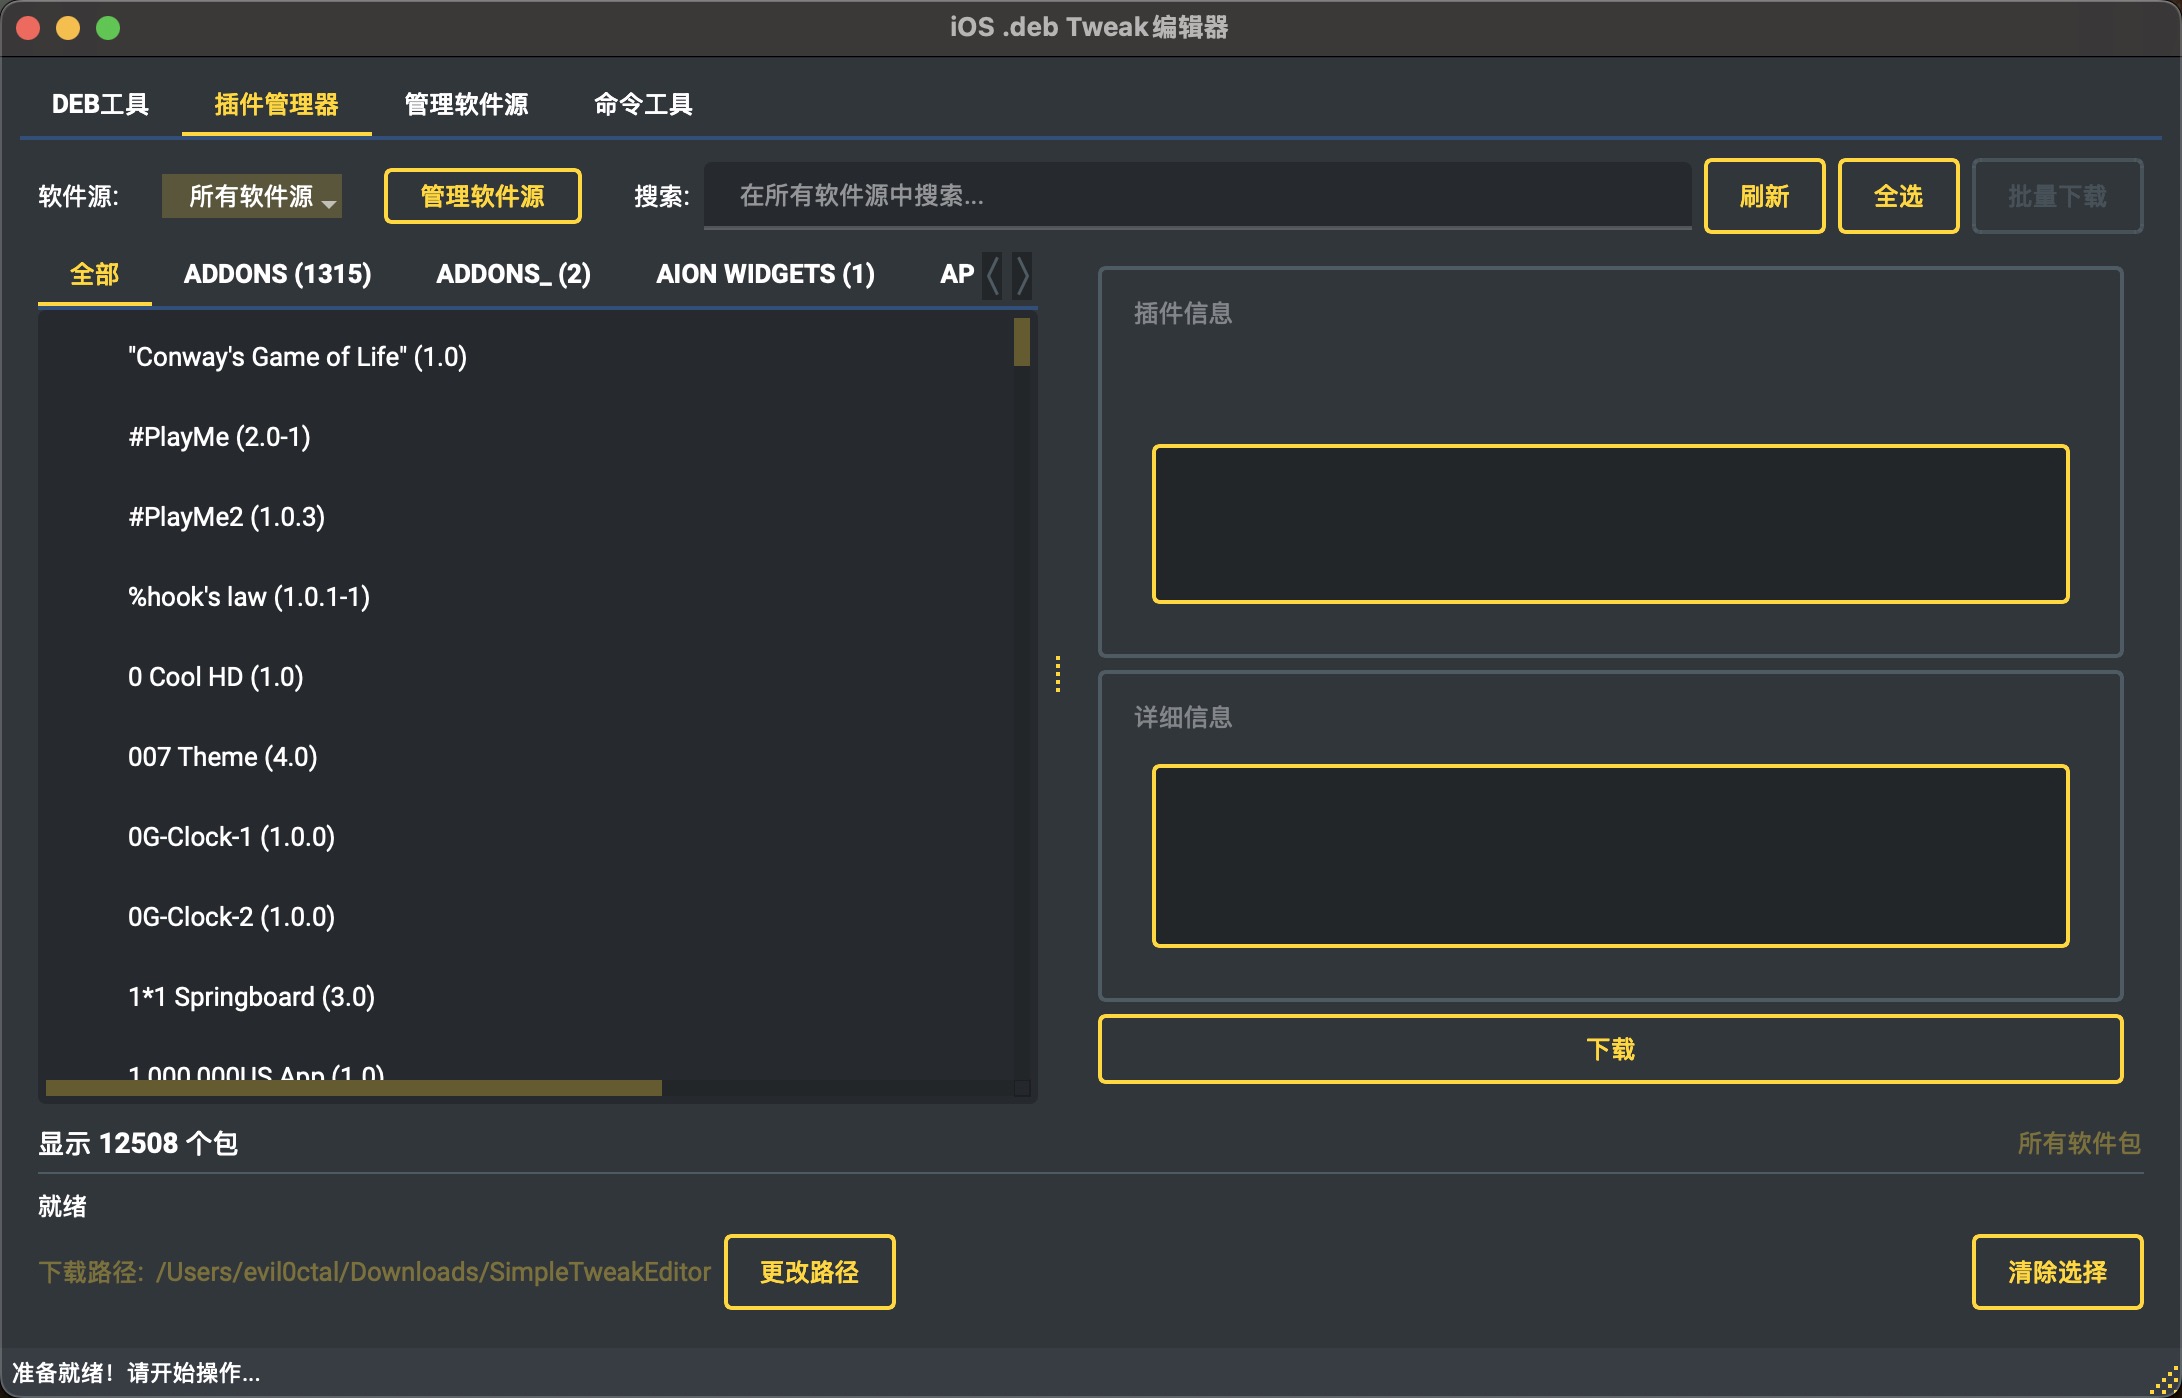 iOS .deb Tweak编辑器
DEB工具 插件管理器 管理软件源 命令工具
软件源: 所有软件源 管理软件源 搜索: 在所有软件源中搜索... 刷新 全选 批量下载
全部 ADDONS (1315) ADDONS_ (2) AION WIDGETS (1) AP
"Conway's Game of Life" (1.0)
#PlayMe (2.0-1)
#PlayMe2 (1.0.3)
%hook's law (1.0.1-1)
0 Cool HD (1.0)
007 Theme (4.0)
0G-Clock-1 (1.0.0)
0G-Clock-2 (1.0.0)
1*1 Springboard (3.0)
1,000,000US App (1.0)
插件信息
详细信息
下载
显示 12508 个包 所有软件包
就绪
下载路径: /Users/evil0ctal/Downloads/SimpleTweakEditor 更改路径 清除选择
准备就绪！请开始操作...